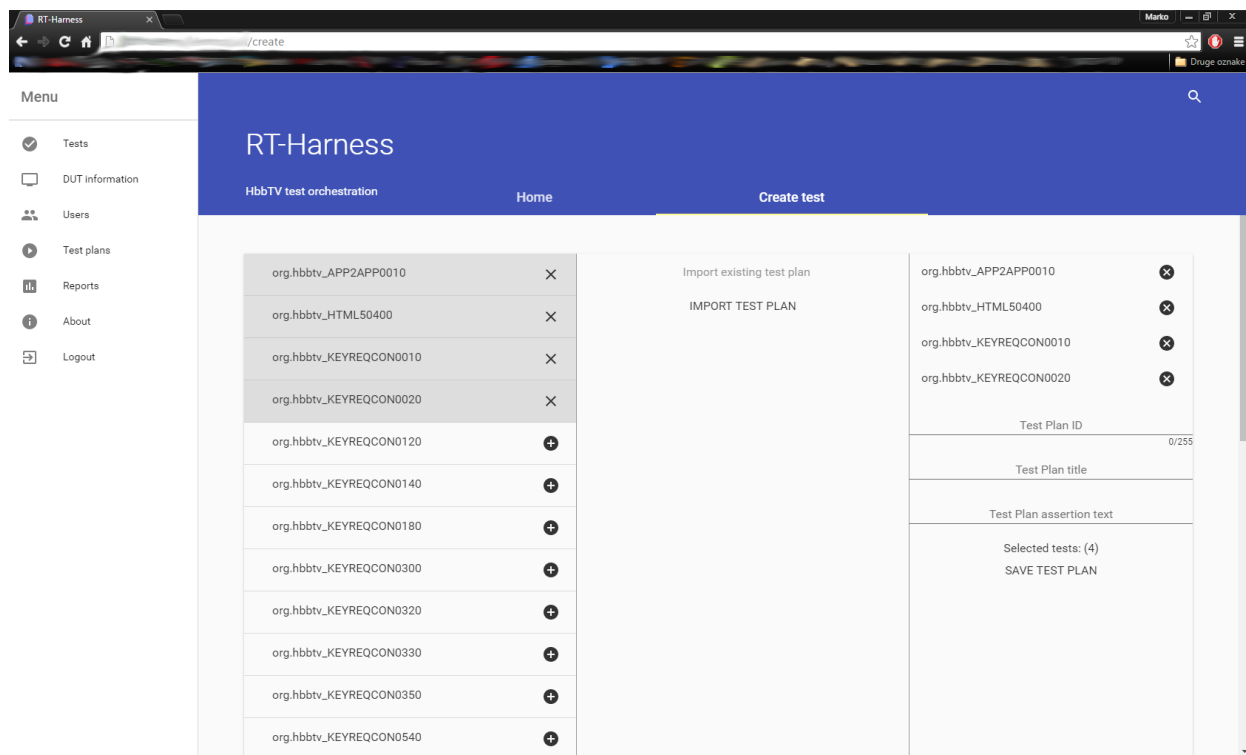 RT-Harness
Marko
/create
Druge oznake
Menu
Tests
DUT information
Users
Test plans
Reports
About
Logout
RT-Harness
HbbTV test orchestration
Home
Create test
org.hbbtv_APP2APP0010
org.hbbtv_HTML50400
org.hbbtv_KEYREQCON0010
org.hbbtv_KEYREQCON0020
org.hbbtv_KEYREQCON0120
org.hbbtv_KEYREQCON0140
org.hbbtv_KEYREQCON0180
org.hbbtv_KEYREQCON0300
org.hbbtv_KEYREQCON0320
org.hbbtv_KEYREQCON0330
org.hbbtv_KEYREQCON0350
org.hbbtv_KEYREQCON0540
Import existing test plan
IMPORT TEST PLAN
org.hbbtv_APP2APP0010
org.hbbtv_HTML50400
org.hbbtv_KEYREQCON0010
org.hbbtv_KEYREQCON0020
Test Plan ID
0/255
Test Plan title
Test Plan assertion text
Selected tests: (4)
SAVE TEST PLAN